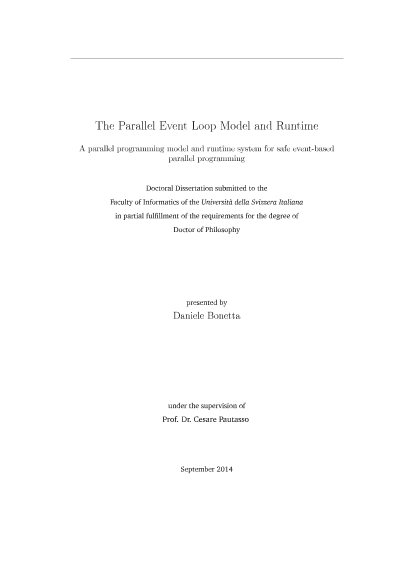 The Parallel Event Loop Model and Runtime
A parallel programming model and runtime system for safe event-based
parallel programming
Doctoral Dissertation submitted to the
Faculty of Informatics of the Università della Svizzera Italiana
in partial fulfillment of the requirements for the degree of
Doctor of Philosophy
presented by
Daniele Bonetta
under the supervision of
Prof. Dr. Cesare Pautasso
September 2014